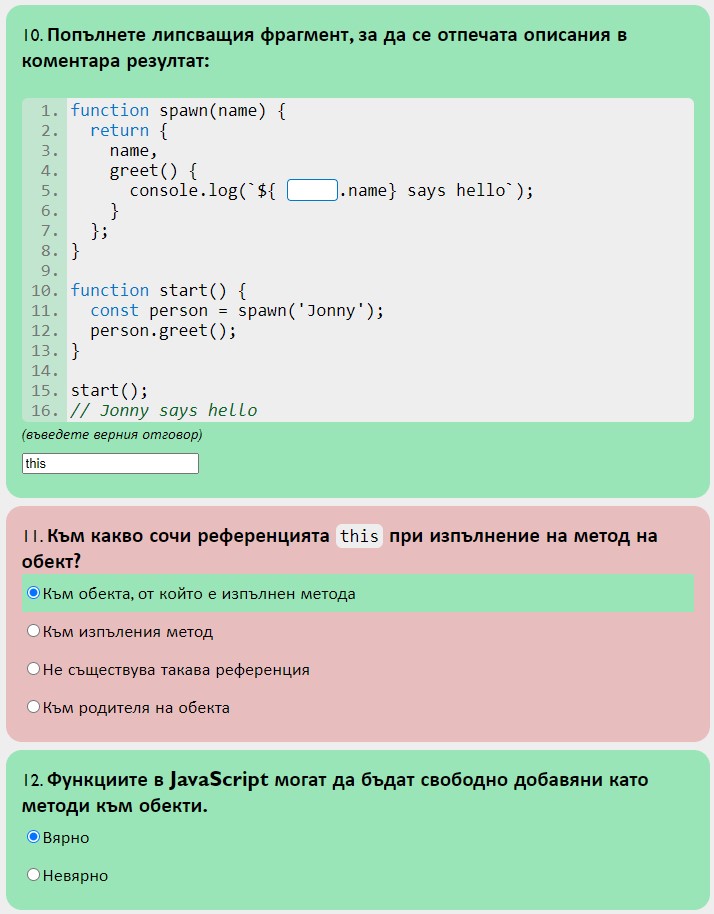 10. Попълнете липсващия фрагмент, за да се отпечата описания в
коментара резултат:
1. function spawn(name) {
2. return {
3. name,
4. greet() {
5. console.log(`${ .name} says hello`);
6. }
7. };
8. }
9.
10. function start() {
11. const person = spawn('Jonny');
12. person.greet();
13. }
14.
15. start();
16. // Jonny says hello
(въведете верния отговор)
this
11. Към какво сочи референцията this при изпълнение на метод на
обект?
Към обекта, от който е изпълнен метода
Към изпъления метод
Не съществува такава референция
Към родителя на обекта
12. Функциите в JavaScript могат да бъдат свободно добавяни като
методи към обекти.
Вярно
Невярно